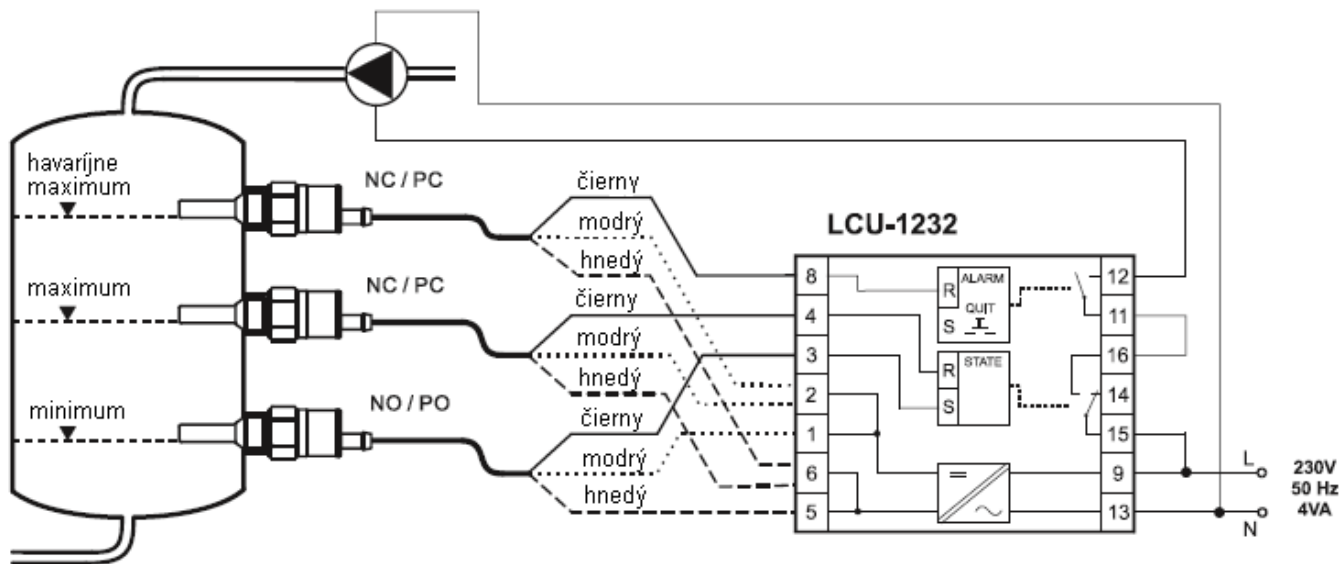 havaríjne
maximum
NC / PC
čierny
modrý
hnedý
maximum
NC / PC
čierny
modrý
hnedý
minimum
NO / PO
čierny
modrý
hnedý
LCU-1232
8
4
3
2
1
6
5
R
ALARM
QUIT
S
R
STATE
S
12
11
16
14
15
9
13
L
N
230V
50 Hz
4VA